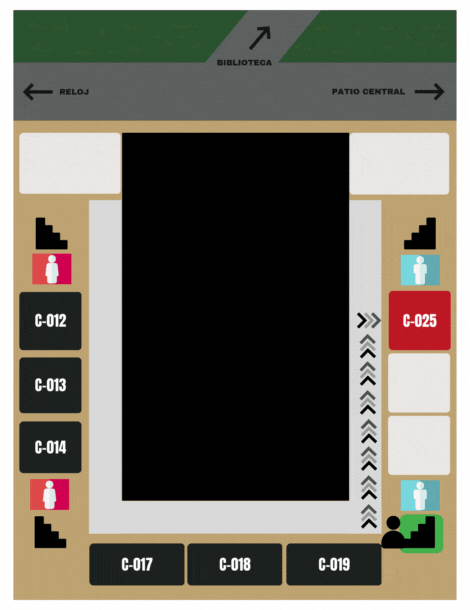 BIBLIOTECA
RELOJ
PATIO CENTRAL
C-012
C-025
C-013
C-014
C-017
C-018
C-019